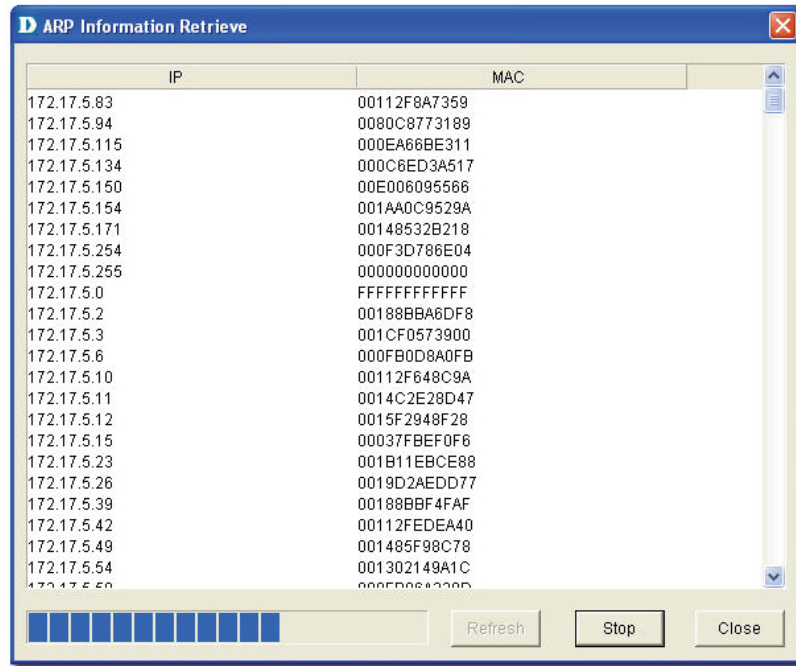 D ARP Information Retrieve
IP MAC
172.17.5.83 00112F8A7359
172.17.5.94 0080C8773189
172.17.5.115 000EA66BE311
172.17.5.134 000C6ED3A517
172.17.5.150 00E006095566
172.17.5.154 001AA0C9529A
172.17.5.171 00148532B218
172.17.5.254 000F3D786E04
172.17.5.255 000000000000
172.17.5.0 FFFFFFFFFFFF
172.17.5.2 00188BBA6DF8
172.17.5.3 001CF0573900
172.17.5.6 000FB0D8A0FB
172.17.5.10 00112F648C9A
172.17.5.11 0014C2E28D47
172.17.5.12 0015F2948F28
172.17.5.15 00037FBEF0F6
172.17.5.23 001B11EBCE88
172.17.5.26 0019D2AEDD77
172.17.5.39 00188BBF4FAF
172.17.5.42 00112FEDEA40
172.17.5.49 001485F98C78
172.17.5.54 001302149A1C
Refresh Stop Close